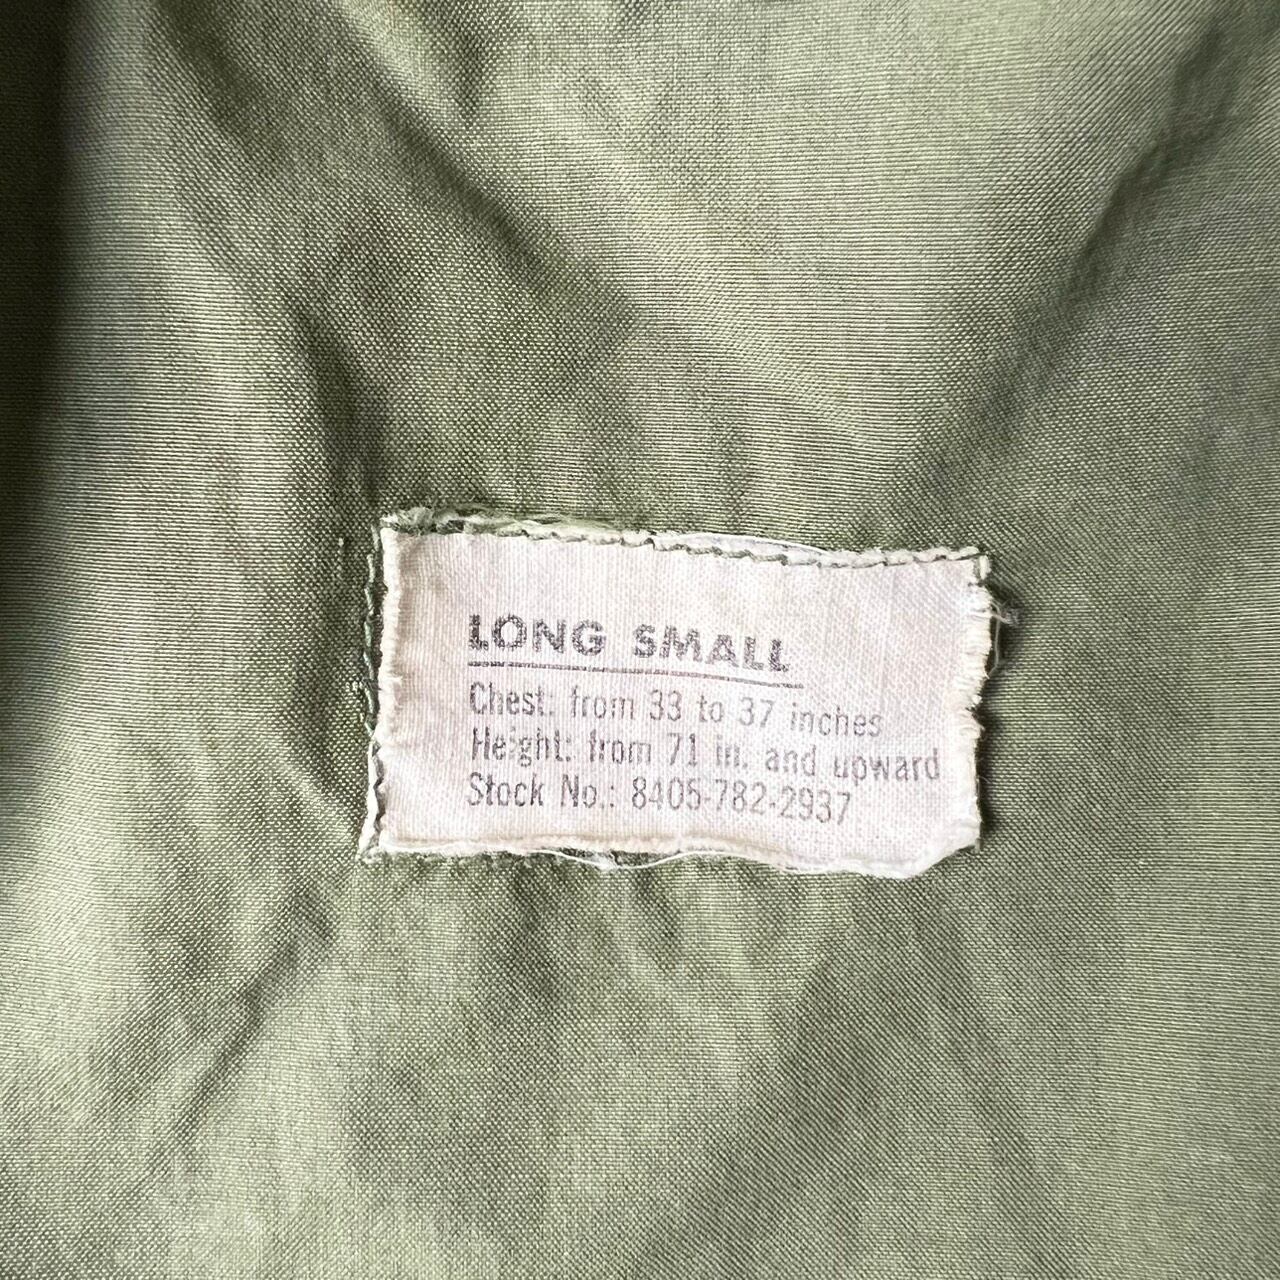 LONG SMALL
Chest: from 33 to 37 inches
Height: from 71 in. and upward
Stock No.: 8405-782-2937